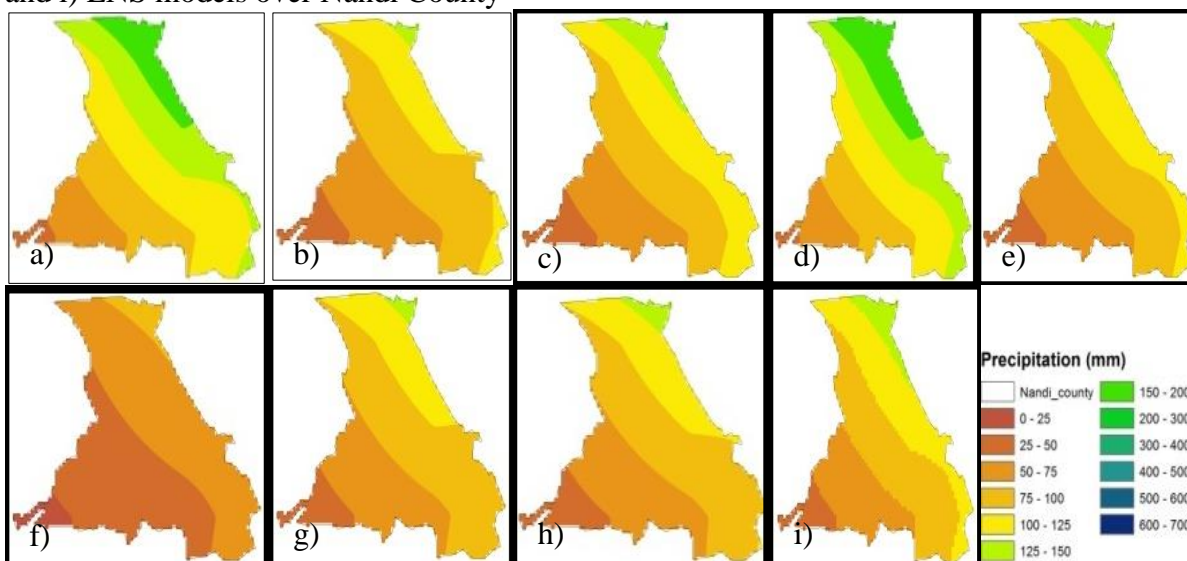 and i) ENS models over Nandi County
a)
b)
c)
d)
e)
f)
g)
h)
i)
Precipitation (mm)
Nandi_county
0 - 25
25 - 50
50 - 75
75 - 100
100 - 125
125 - 150
150 - 200
200 - 300
300 - 400
400 - 500
500 - 600
600 - 700